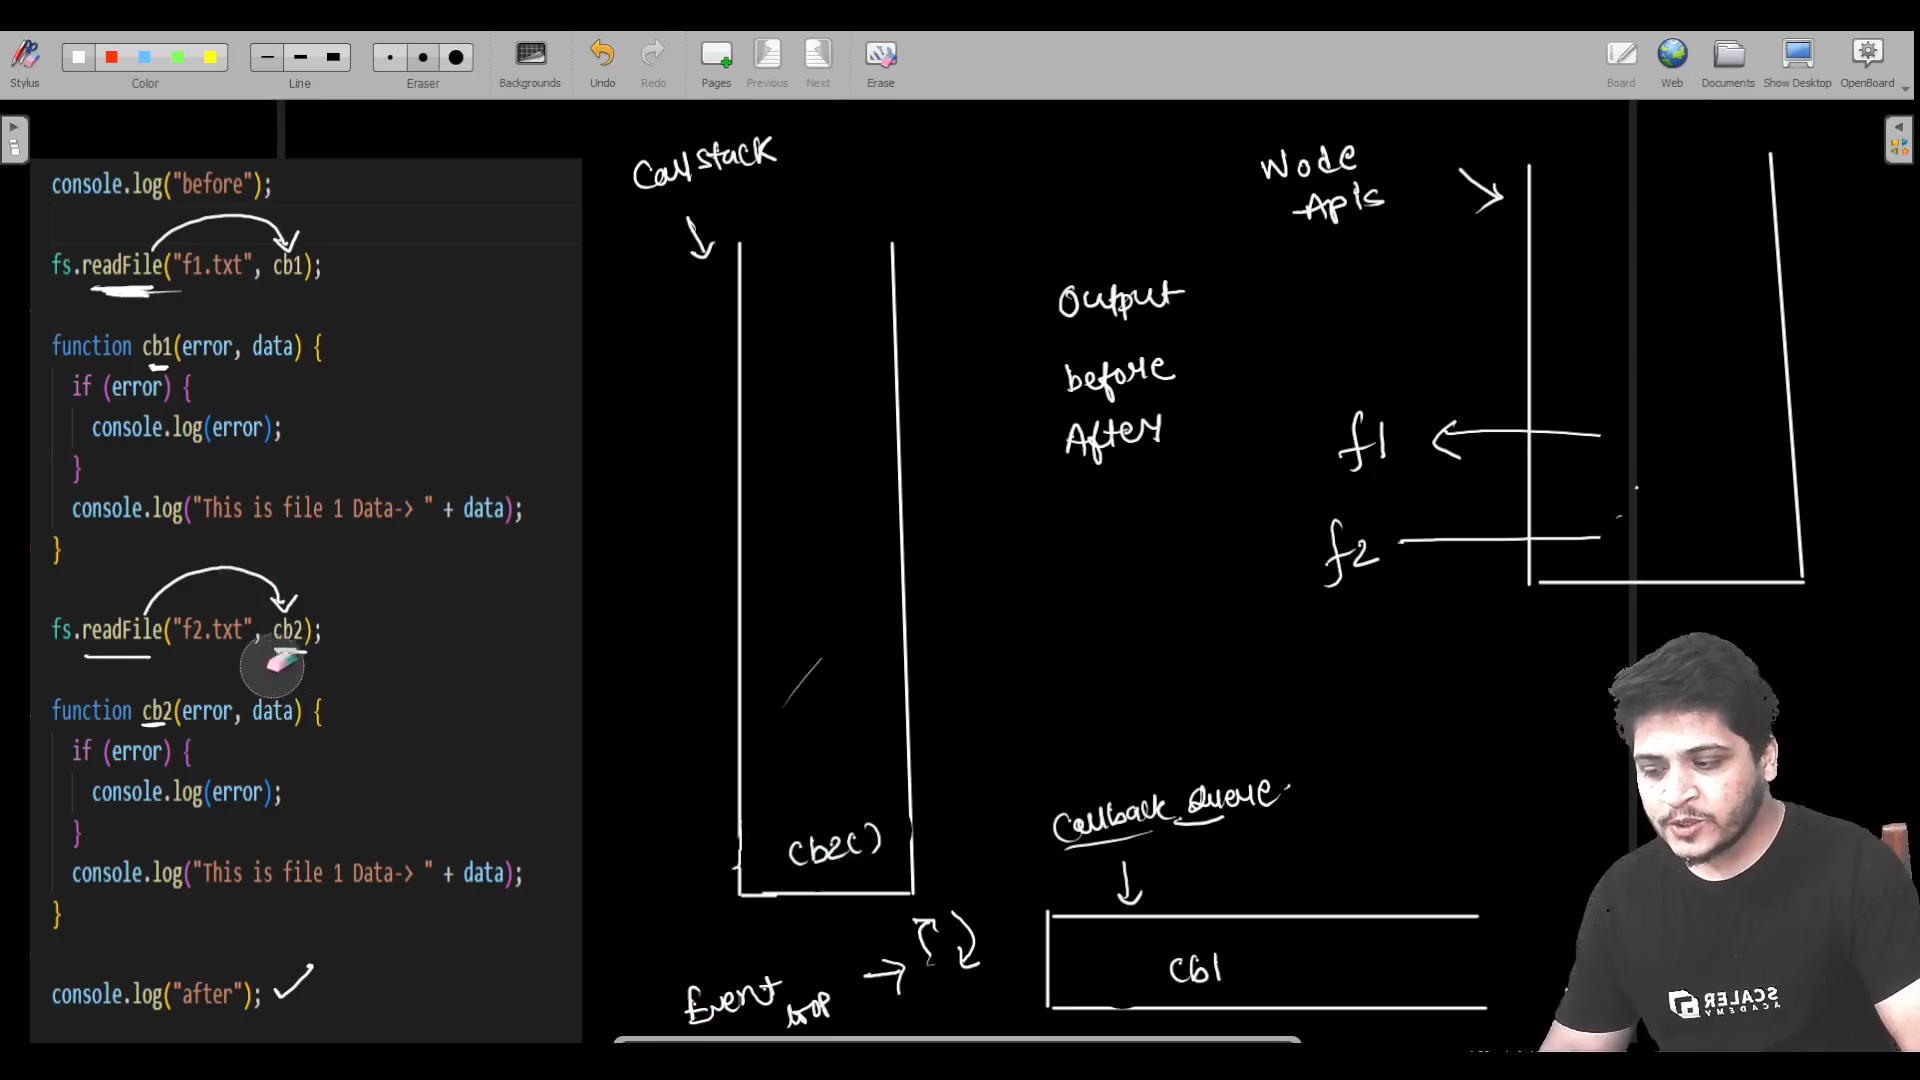 Stylus
Color
Line
Eraser
Backgrounds
Undo
Redo
Pages
Previous
Next
Erase
Board
Web
Documents
Show Desktop
OpenBoard
console.log("before");
fs.readFile("f1.txt", cb1);
function cb1(error, data) {
if (error) {
console.log(error);
}
console.log("This is file 1 Data-> " + data);
}
fs.readFile("f2.txt", cb2);
function cb2(error, data) {
if (error) {
console.log(error);
}
console.log("This is file 1 Data-> " + data);
}
console.log("after");
Callstack
cb2()
Event
loop
Output
before
After
Node
Apis
f1
f2
Callback Queue
cb1
SCALER
ACADEMY